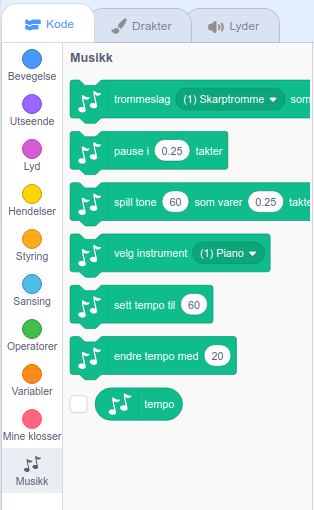 Kode Drakter Lyder
Bevegelse
Utseende
Lyd
Hendelser
Styring
Sansing
Operatorer
Variabler
Mine klosser
Musikk
Musikk
trommeslag (1) Skarptromme som
pause i 0.25 takter
spill tone 60 som varer 0.25 takte
velg instrument (1) Piano
sett tempo til 60
endre tempo med 20
tempo